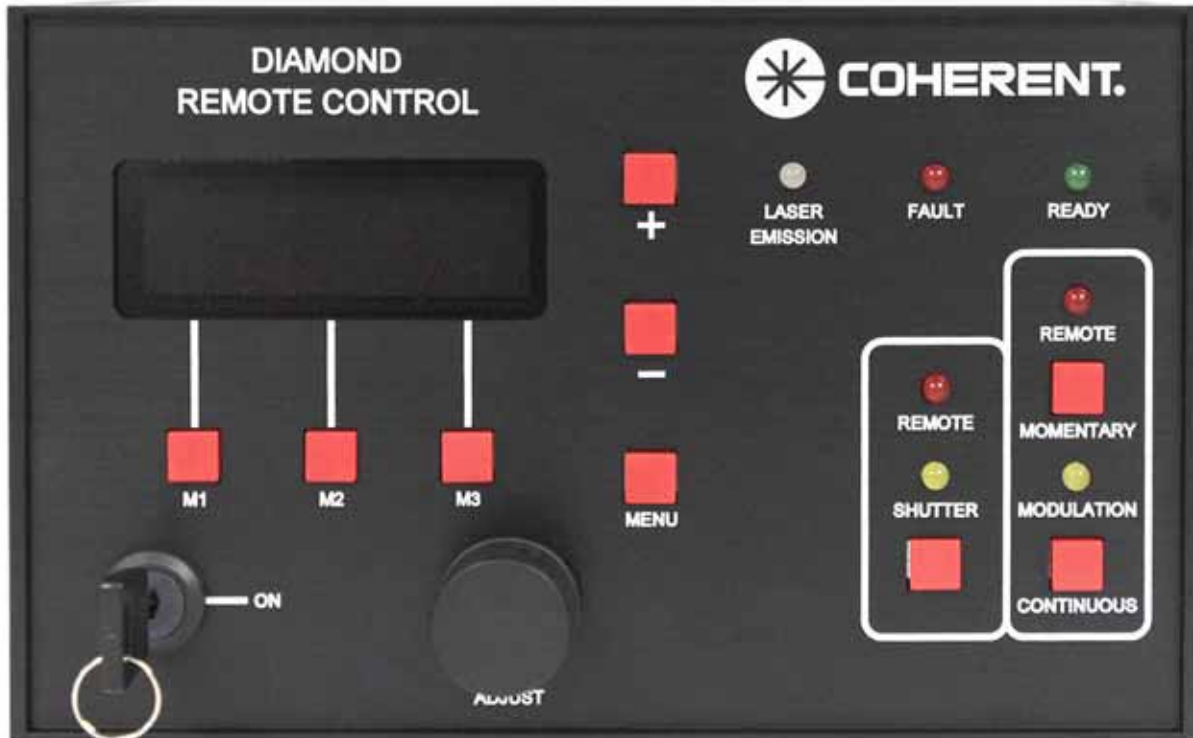 DIAMOND
REMOTE CONTROL
COHERENT.
+
LASER
EMISSION
FAULT
READY
−
REMOTE
REMOTE
MOMENTARY
M1
M2
M3
MENU
SHUTTER
MODULATION
ON
CONTINUOUS
ADJUST